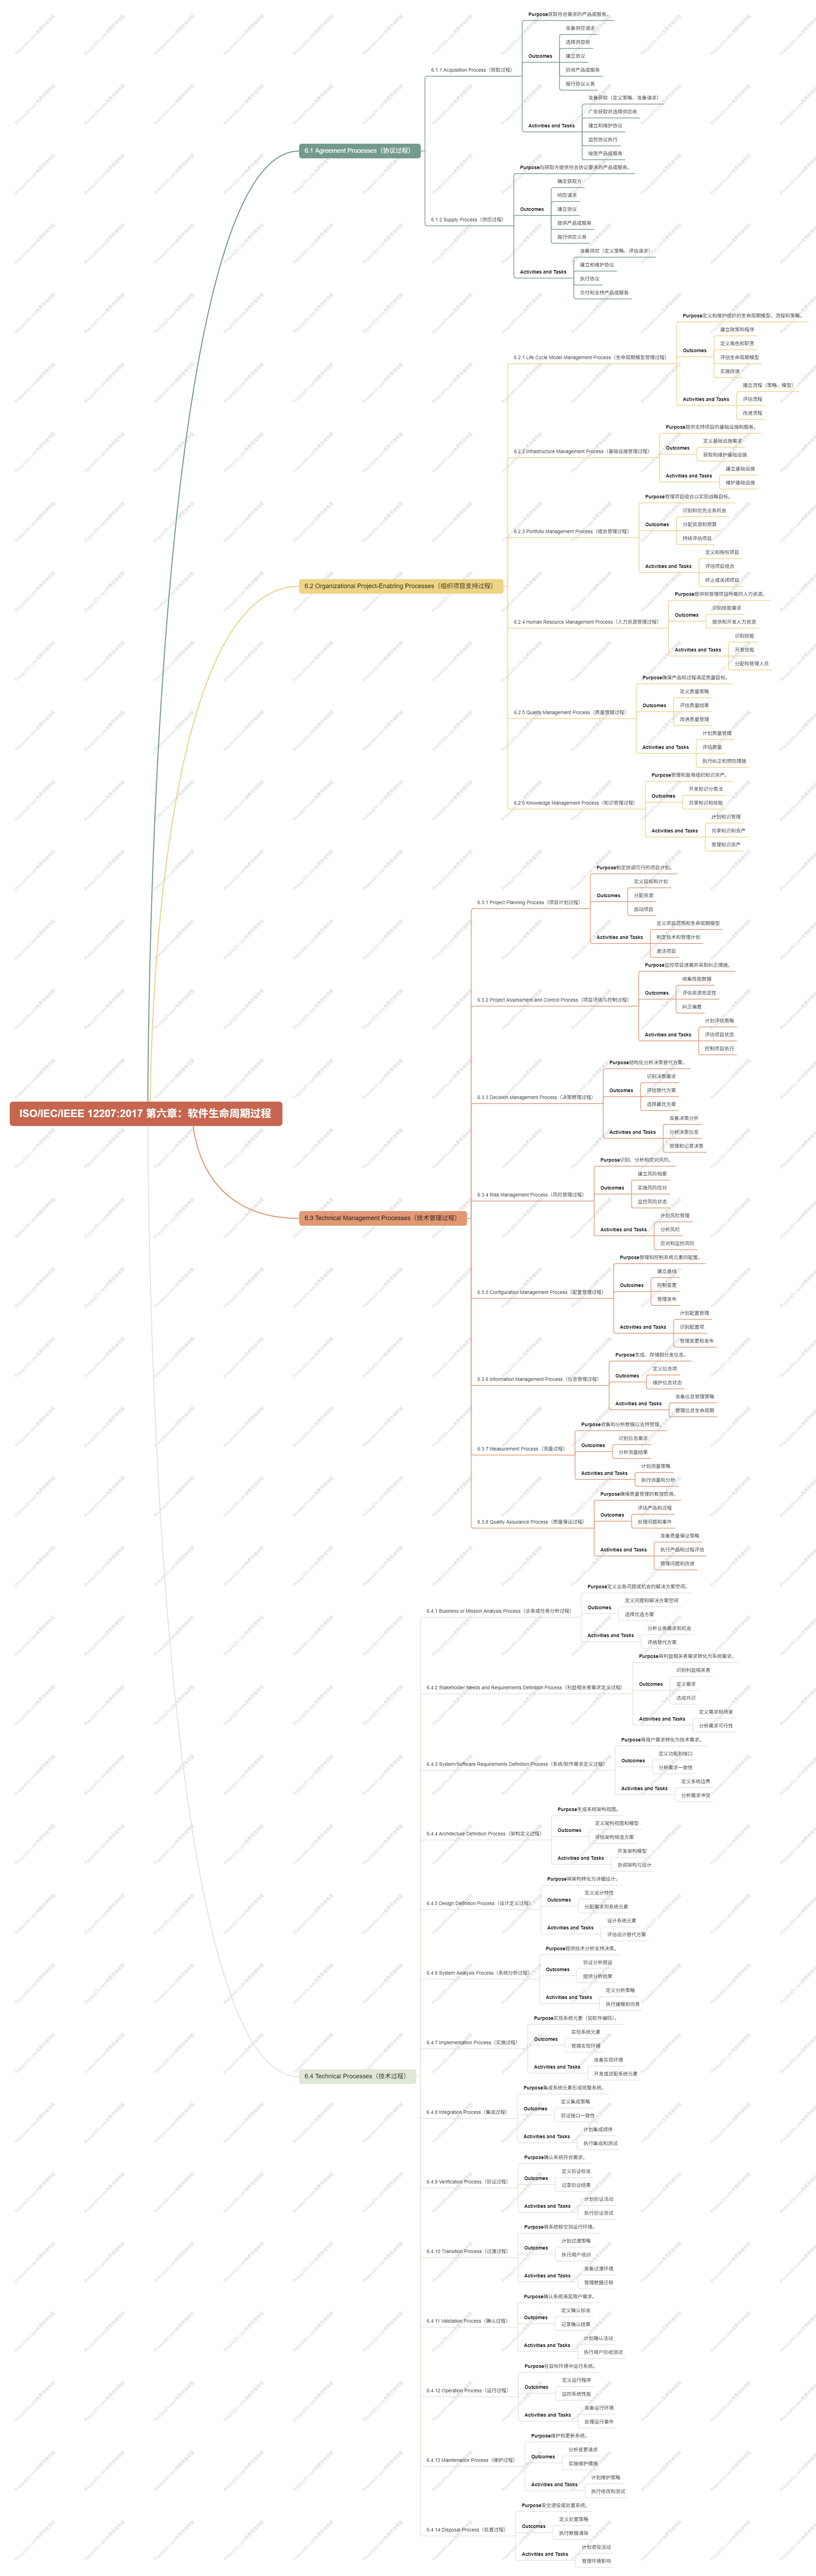 ISO/IEC/IEEE 12207:2017 第六章：软件生命周期过程
6.1 Agreement Processes（协议过程）
6.1.1 Acquisition Process（获取过程）
Purpose获取符合需求的产品或服务。
Outcomes
准备供应请求
选择供应商
建立协议
验收产品或服务
履行协议义务
Activities and Tasks
准备获取（定义策略、准备请求）
广告获取并选择供应商
建立和维护协议
监控协议执行
接受产品或服务
6.1.2 Supply Process（供应过程）
Purpose向获取方提供符合协议要求的产品或服务。
Outcomes
确定获取方
响应请求
建立协议
提供产品或服务
履行供应义务
Activities and Tasks
准备供应（定义策略、评估请求）
建立和维护协议
执行协议
交付和支持产品或服务
6.2 Organizational Project-Enabling Processes（组织项目支持过程）
6.2.1 Life Cycle Model Management Process（生命周期模型管理过程）
Purpose定义和维护组织的生命周期模型、流程和策略。
Outcomes
建立政策和程序
定义角色和职责
评估生命周期模型
实施改进
Activities and Tasks
建立流程（策略、模型）
评估流程
改进流程
6.2.2 Infrastructure Management Process（基础设施管理过程）
Purpose提供支持项目的基础设施和服务。
Outcomes
定义基础设施需求
获取和维护基础设施
Activities and Tasks
建立基础设施
维护基础设施
6.2.3 Portfolio Management Process（组合管理过程）
Purpose管理项目组合以实现战略目标。
Outcomes
识别和优先业务机会
分配资源和预算
持续评估项目
Activities and Tasks
定义和授权项目
评估项目组合
终止或关闭项目
6.2.4 Human Resource Management Process（人力资源管理过程）
Purpose提供和管理项目所需的人力资源。
Outcomes
识别技能需求
提供和开发人力资源
Activities and Tasks
识别技能
开发技能
分配和管理人员
6.2.5 Quality Management Process（质量管理过程）
Purpose确保产品和过程满足质量目标。
Outcomes
定义质量策略
评估质量结果
改进质量管理
Activities and Tasks
计划质量管理
评估质量
执行纠正和预防措施
6.2.6 Knowledge Management Process（知识管理过程）
Purpose管理和复用组织知识资产。
Outcomes
开发知识分类法
共享知识和技能
Activities and Tasks
计划知识管理
共享知识和资产
管理知识资产
6.3 Technical Management Processes（技术管理过程）
6.3.1 Project Planning Process（项目计划过程）
Purpose制定协调可行的项目计划。
Outcomes
定义目标和计划
分配资源
启动项目
Activities and Tasks
定义项目范围和生命周期模型
制定技术和管理计划
激活项目
6.3.2 Project Assessment and Control Process（项目评估与控制过程）
Purpose监控项目进展并采取纠正措施。
Outcomes
收集性能数据
评估资源充足性
纠正偏差
Activities and Tasks
计划评估策略
评估项目状态
控制项目执行
6.3.3 Decision Management Process（决策管理过程）
Purpose结构化分析决策替代方案。
Outcomes
识别决策需求
评估替代方案
选择最优方案
Activities and Tasks
准备决策分析
分析决策信息
管理和记录决策
6.3.4 Risk Management Process（风险管理过程）
Purpose识别、分析和应对风险。
Outcomes
建立风险档案
实施风险应对
监控风险状态
Activities and Tasks
计划风险管理
分析风险
应对和监控风险
6.3.5 Configuration Management Process（配置管理过程）
Purpose管理和控制系统元素的配置。
Outcomes
建立基线
控制变更
管理发布
Activities and Tasks
计划配置管理
识别配置项
管理变更和发布
6.3.6 Information Management Process（信息管理过程）
Purpose生成、存储和分发信息。
Outcomes
定义信息项
维护信息状态
Activities and Tasks
准备信息管理策略
管理信息生命周期
6.3.7 Measurement Process（测量过程）
Purpose收集和分析数据以支持管理。
Outcomes
识别信息需求
分析测量结果
Activities and Tasks
计划测量策略
执行测量和分析
6.3.8 Quality Assurance Process（质量保证过程）
Purpose确保质量管理的有效应用。
Outcomes
评估产品和过程
处理问题和事件
Activities and Tasks
准备质量保证策略
执行产品和过程评估
管理问题和改进
6.4 Technical Processes（技术过程）
6.4.1 Business or Mission Analysis Process（业务或任务分析过程）
Purpose定义业务问题或机会的解决方案空间。
Outcomes
定义问题和解决方案空间
选择优选方案
Activities and Tasks
分析业务需求和机会
评估替代方案
6.4.2 Stakeholder Needs and Requirements Definition Process（利益相关者需求定义过程）
Purpose将利益相关者需求转化为系统需求。
Outcomes
识别利益相关者
定义需求
达成共识
Activities and Tasks
定义需求和场景
分析需求可行性
6.4.3 System/Software Requirements Definition Process（系统/软件需求定义过程）
Purpose将用户需求转化为技术需求。
Outcomes
定义功能和接口
分析需求一致性
Activities and Tasks
定义系统边界
分析需求冲突
6.4.4 Architecture Definition Process（架构定义过程）
Purpose生成系统架构视图。
Outcomes
定义架构视图和模型
评估架构候选方案
Activities and Tasks
开发架构模型
协调架构与设计
6.4.5 Design Definition Process（设计定义过程）
Purpose将架构转化为详细设计。
Outcomes
定义设计特性
分配需求到系统元素
Activities and Tasks
设计系统元素
评估设计替代方案
6.4.6 System Analysis Process（系统分析过程）
Purpose提供技术分析支持决策。
Outcomes
验证分析假设
提供分析结果
Activities and Tasks
定义分析策略
执行建模和仿真
6.4.7 Implementation Process（实施过程）
Purpose实现系统元素（如软件编码）。
Outcomes
实现系统元素
管理实现环境
Activities and Tasks
准备实现环境
开发或适配系统元素
6.4.8 Integration Process（集成过程）
Purpose集成系统元素形成完整系统。
Outcomes
定义集成策略
验证接口一致性
Activities and Tasks
计划集成顺序
执行集成和测试
6.4.9 Verification Process（验证过程）
Purpose确认系统符合需求。
Outcomes
定义验证标准
记录验证结果
Activities and Tasks
计划验证活动
执行验证测试
6.4.10 Transition Process（过渡过程）
Purpose将系统移交到运行环境。
Outcomes
计划过渡策略
执行用户培训
Activities and Tasks
准备过渡环境
管理数据迁移
6.4.11 Validation Process（确认过程）
Purpose确认系统满足用户需求。
Outcomes
定义确认标准
记录确认结果
Activities and Tasks
计划确认活动
执行用户验收测试
6.4.12 Operation Process（运行过程）
Purpose在目标环境中运行系统。
Outcomes
定义运行程序
监控系统性能
Activities and Tasks
准备运行环境
处理运行事件
6.4.13 Maintenance Process（维护过程）
Purpose维护和更新系统。
Outcomes
分析变更请求
实施维护措施
Activities and Tasks
计划维护策略
执行修改和测试
6.4.14 Disposal Process（处置过程）
Purpose安全退役或处置系统。
Outcomes
定义处置策略
执行数据清除
Activities and Tasks
计划退役活动
管理环境影响